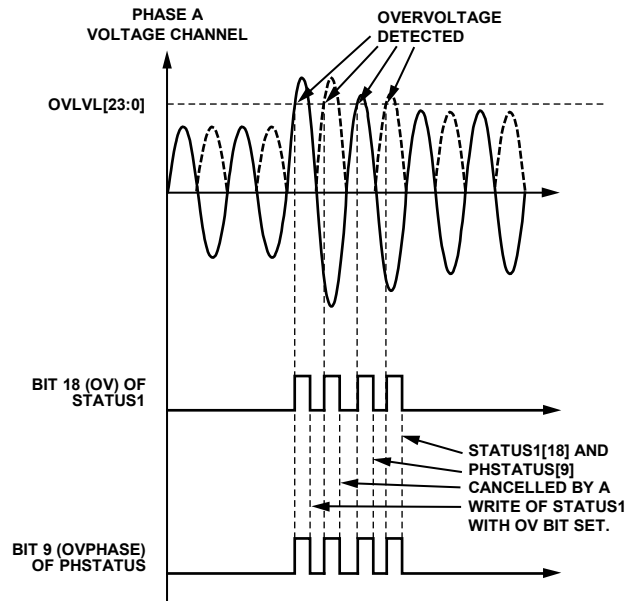 PHASE A
VOLTAGE CHANNEL
OVERVOLTAGE
DETECTED
OVLVL[23:0]
BIT 18 (OV) OF
STATUS1
STATUS1[18] AND
PHSTATUS[9]
CANCELLED BY A
WRITE OF STATUS1
WITH OV BIT SET.
BIT 9 (OVPHASE)
OF PHSTATUS